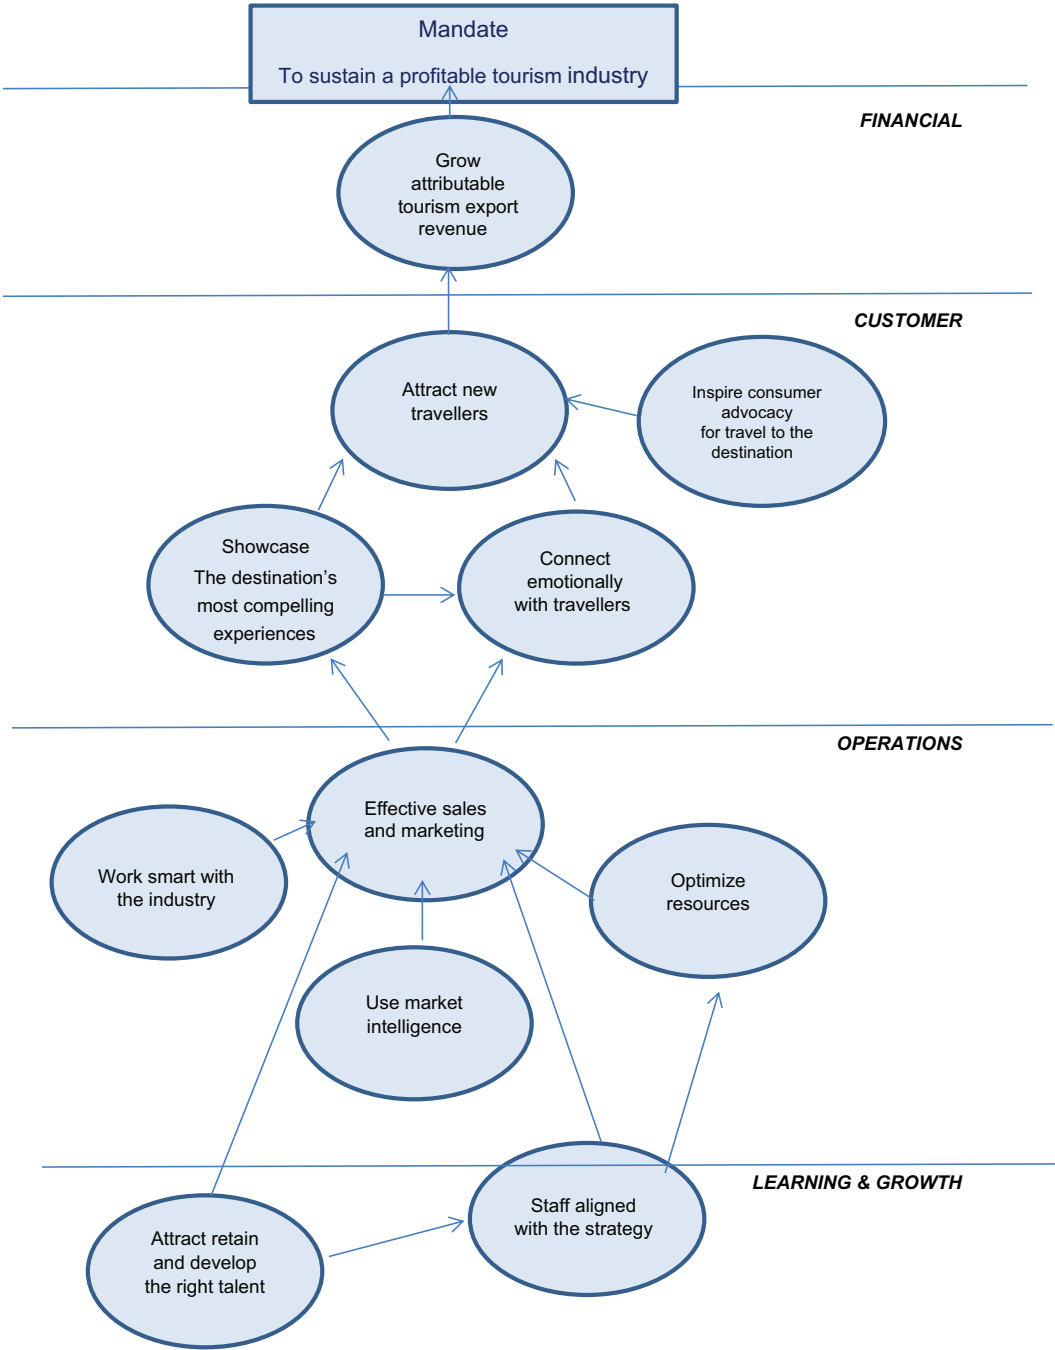 Mandate
To sustain a profitable tourism industry
FINANCIAL
Grow
attributable
tourism export
revenue
CUSTOMER
Attract new
travellers
Inspire consumer
advocacy
for travel to the
destination
Showcase
The destination’s
most compelling
experiences
Connect
emotionally
with travellers
OPERATIONS
Effective sales
and marketing
Work smart with
the industry
Optimize
resources
Use market
intelligence
LEARNING & GROWTH
Staff aligned
with the strategy
Attract retain
and develop
the right talent